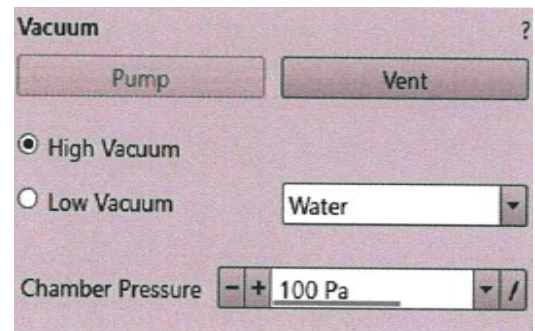 Vacuum ?
Pump Vent
High Vacuum
Low Vacuum Water
Chamber Pressure - + 100 Pa /